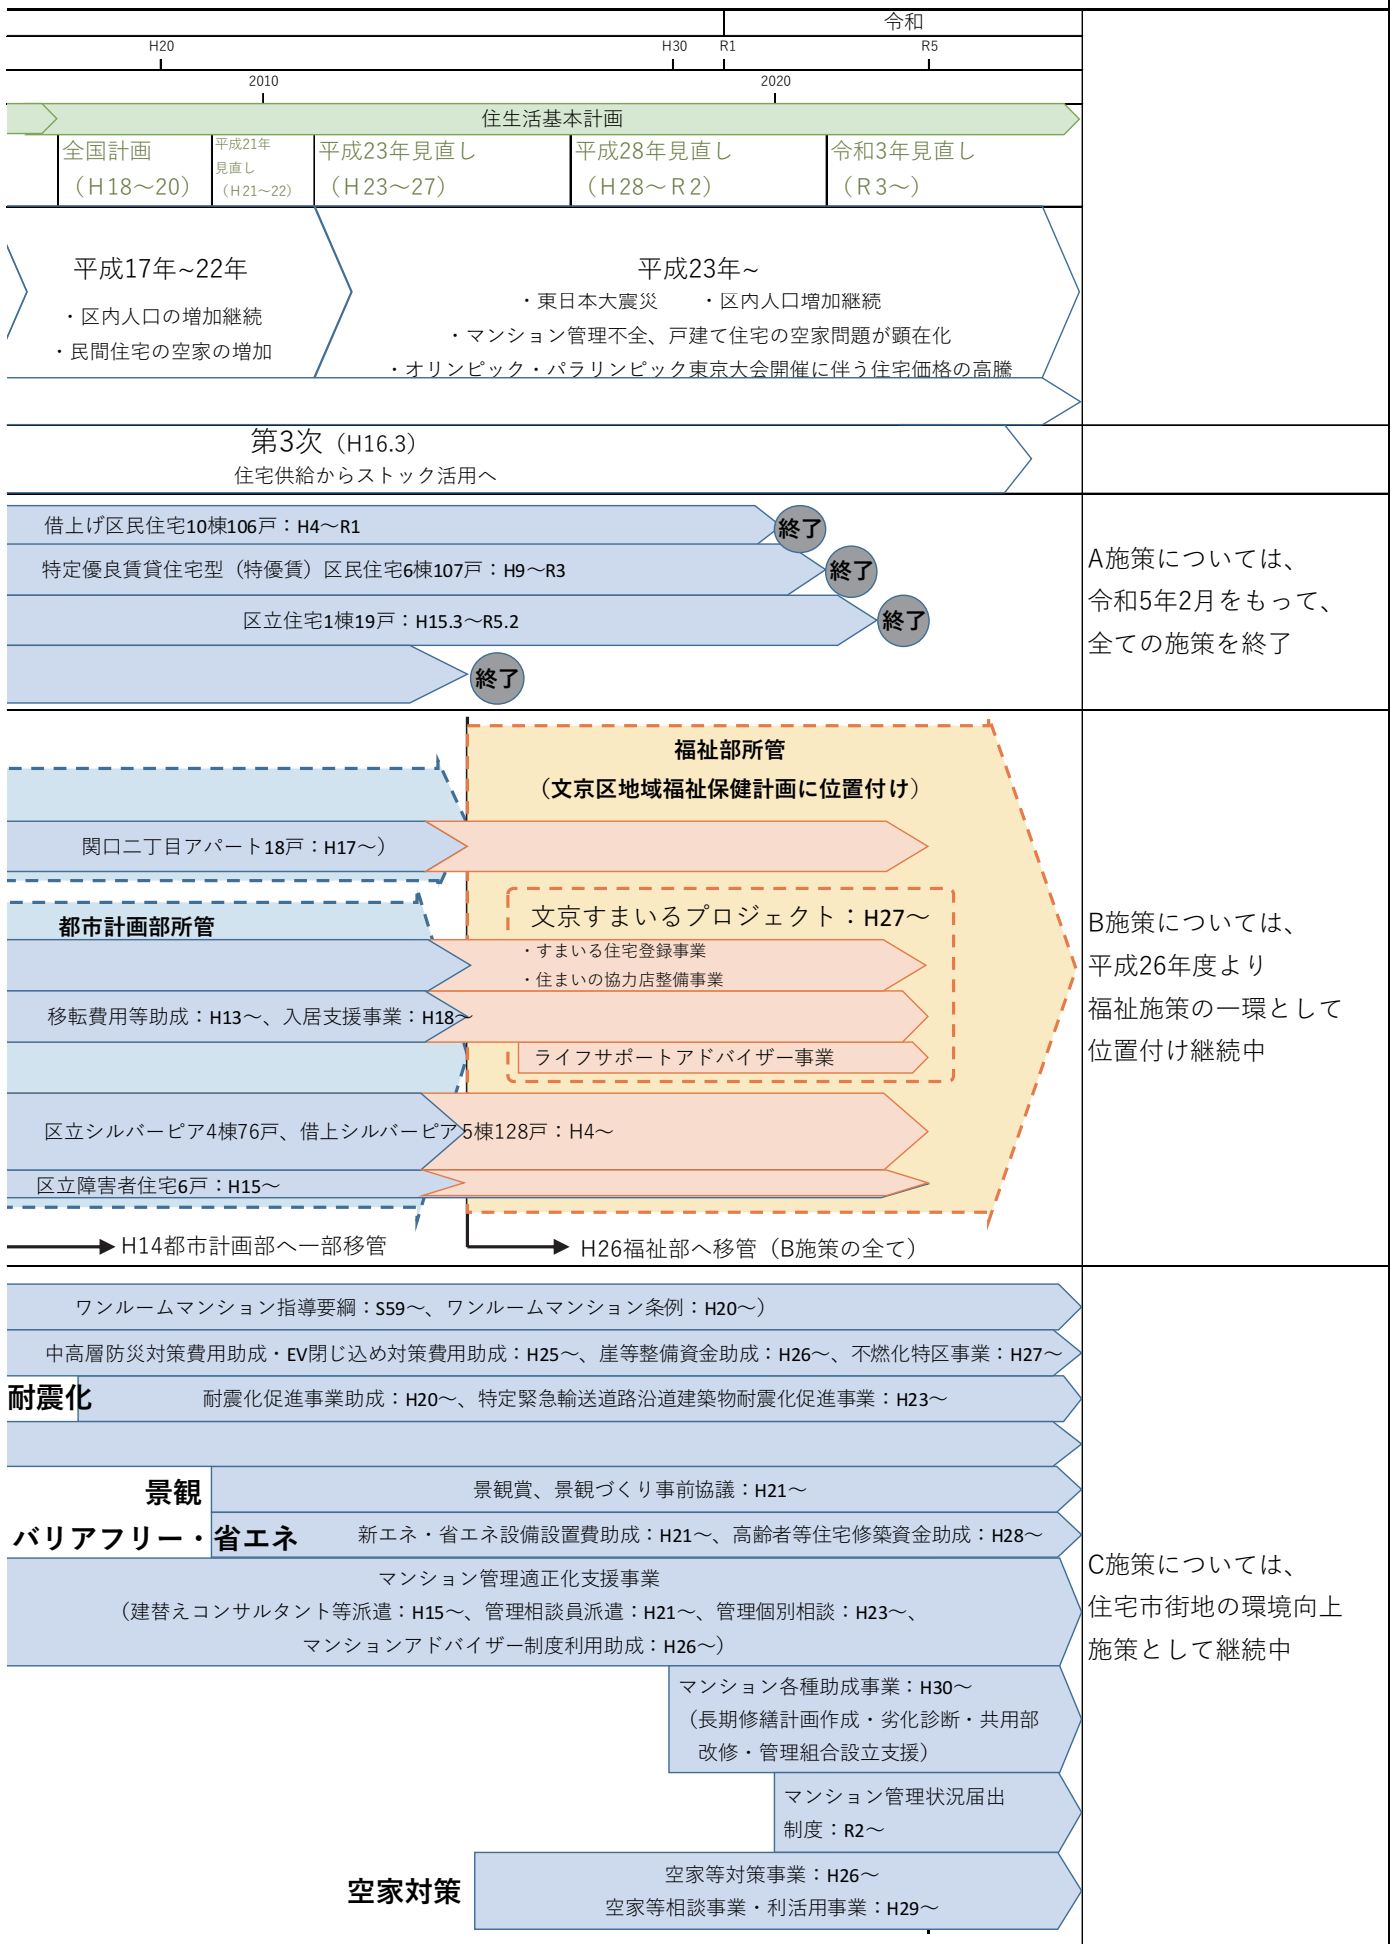 令和
H20
H30
R1
R5
2010
2020
住生活基本計画
全国計画
（H18～20）
平成21年
見直し
（H21～22）
平成23年見直し
（H23～27）
平成28年見直し
（H28～R2）
令和3年見直し
（R3～）
平成17年~22年
・区内人口の増加継続
・民間住宅の空家の増加
平成23年~
・東日本大震災　・区内人口増加継続
・マンション管理不全、戸建て住宅の空家問題が顕在化
・オリンピック・パラリンピック東京大会開催に伴う住宅価格の高騰
第3次（H16.3）
住宅供給からストック活用へ
借上げ区民住宅10棟106戸：H4～R1
終了
特定優良賃貸住宅型（特優賃）区民住宅6棟107戸：H9～R3
終了
区立住宅1棟19戸：H15.3～R5.2
終了
終了
A施策については、
令和5年2月をもって、
全ての施策を終了
福祉部所管
（文京区地域福祉保健計画に位置付け）
関口二丁目アパート18戸：H17～）
都市計画部所管
文京すまいるプロジェクト：H27～
・すまいる住宅登録事業
・住まいの協力店整備事業
移転費用等助成：H13～、入居支援事業：H18～
ライフサポートアドバイザー事業
区立シルバーピア4棟76戸、借上シルバーピア5棟128戸：H4～
区立障害者住宅6戸：H15～
H14都市計画部へ一部移管
H26福祉部へ移管（B施策の全て）
B施策については、
平成26年度より
福祉施策の一環として
位置付け継続中
ワンルームマンション指導要綱：S59～、ワンルームマンション条例：H20～）
中高層防災対策費用助成・EV閉じ込め対策費用助成：H25～、崖等整備資金助成：H26～、不燃化特区事業：H27～
耐震化
耐震化促進事業助成：H20～、特定緊急輸送道路沿道建築物耐震化促進事業：H23～
景観
景観賞、景観づくり事前協議：H21～
バリアフリー・省エネ
新エネ・省エネ設備設置費助成：H21～、高齢者等住宅修築資金助成：H28～
マンション管理適正化支援事業
（建替えコンサルタント等派遣：H15～、管理相談員派遣：H21～、管理個別相談：H23～、
マンションアドバイザー制度利用助成：H26～）
マンション各種助成事業：H30～
（長期修繕計画作成・劣化診断・共用部
改修・管理組合設立支援）
マンション管理状況届出
制度：R2～
空家対策
空家等対策事業：H26～
空家等相談事業・利活用事業：H29～
C施策については、
住宅市街地の環境向上
施策として継続中